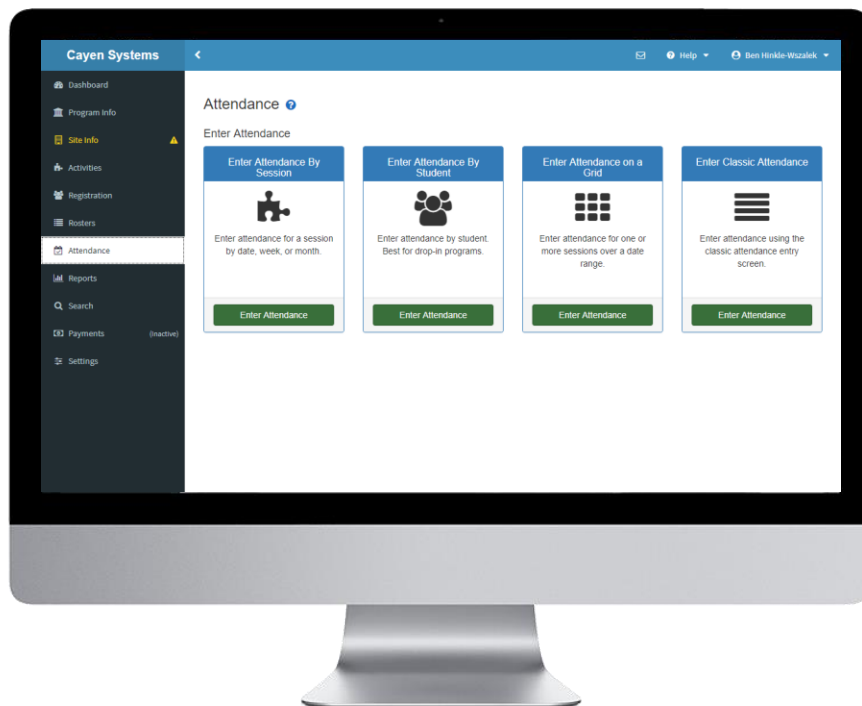 Cayen Systems
Help
Ben Hinkle-Wszalek
Dashboard
Program Info
Site Info
Activities
Registration
Rosters
Attendance
Reports
Search
Payments (Inactive)
Settings
Attendance
Enter Attendance
Enter Attendance By
Session
Enter attendance for a session
by date, week, or month.
Enter Attendance
Enter Attendance By
Student
Enter attendance by student.
Best for drop-in programs.
Enter Attendance
Enter Attendance on a
Grid
Enter attendance for one or
more sessions over a date
range.
Enter Attendance
Enter Classic Attendance
Enter attendance using the
classic attendance entry
screen.
Enter Attendance